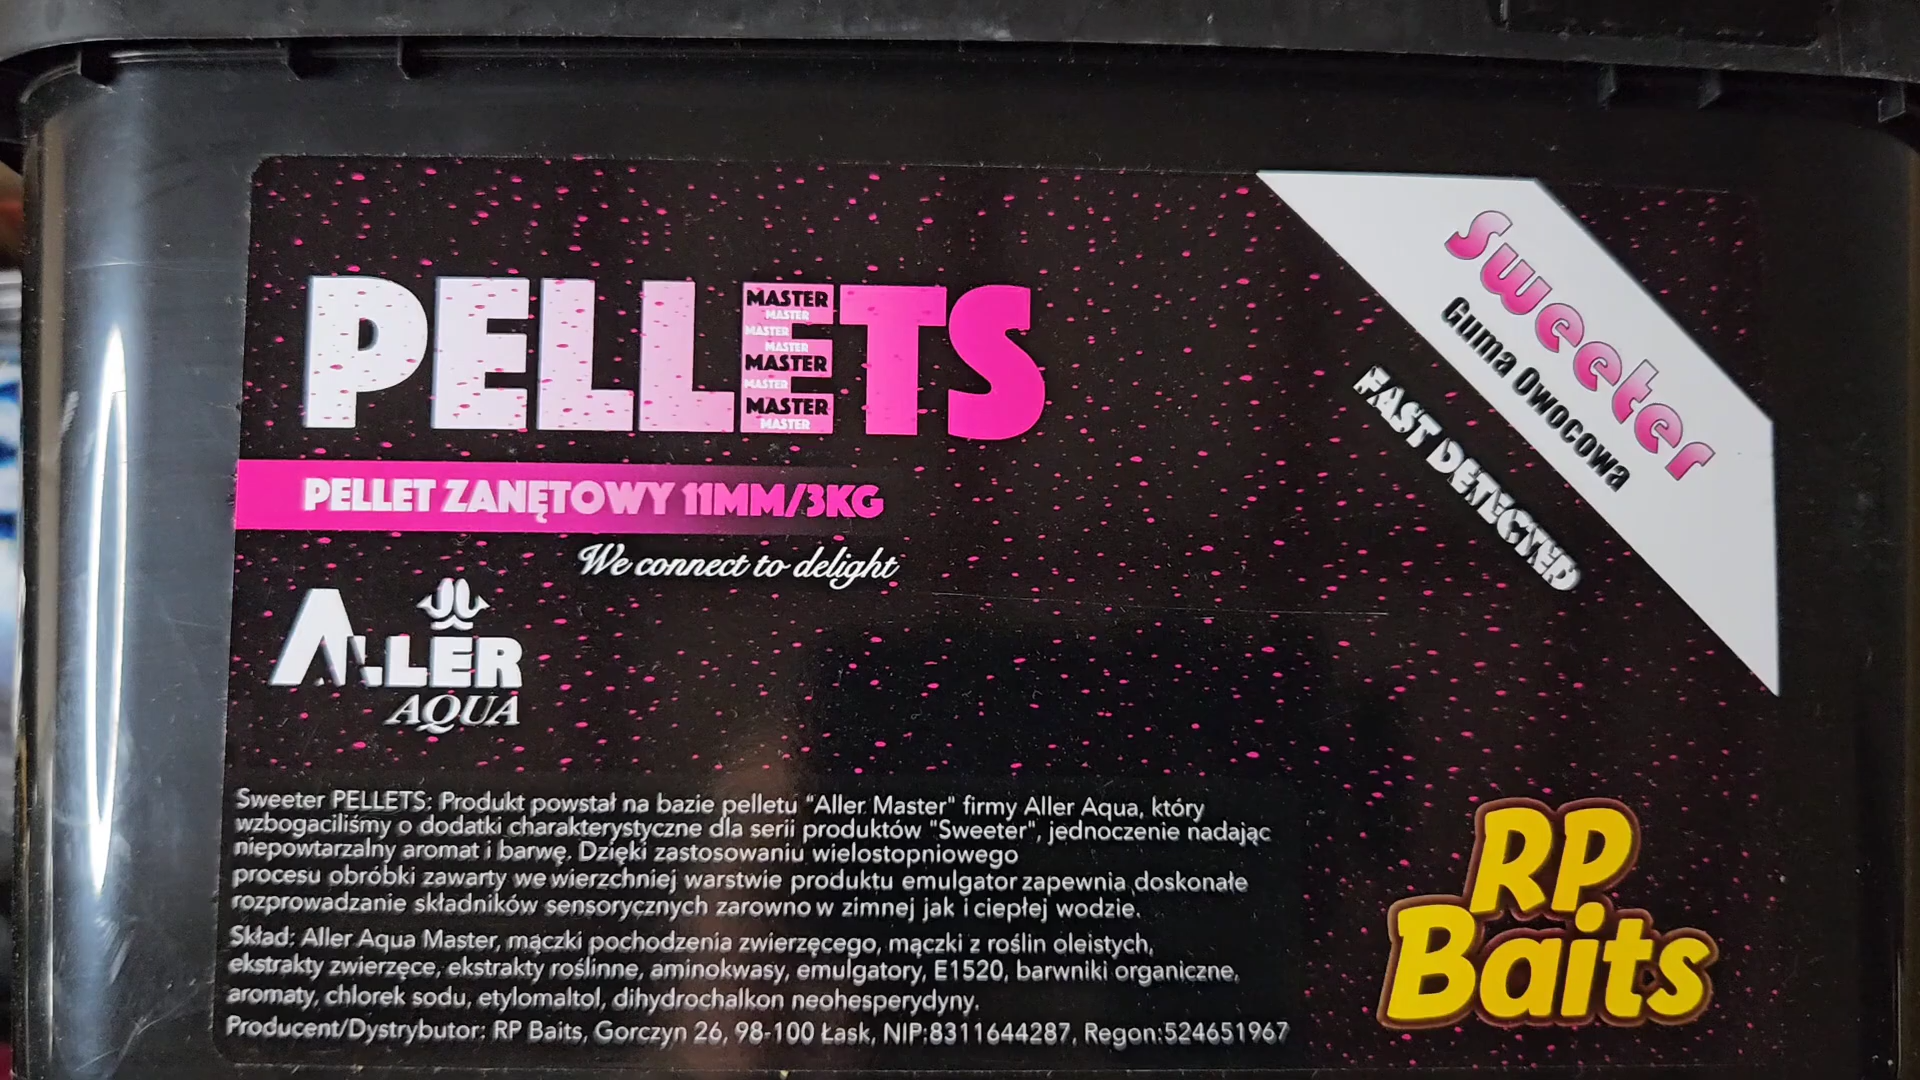 PELLETS
MASTER
MASTER
MASTER
MASTER
MASTER
MASTER
MASTER
MASTER
Sweeter
Guma Owocowa
FAST DETECTED
PELLET ZANĘTOWY 11MM/3KG
We connect to delight
ALLER
AQUA
Sweeter PELLETS: Produkt powstał na bazie pelletu "Aller Master" firmy Aller Aqua, który
wzbogaciliśmy o dodatki charakterystyczne dla serii produktów "Sweeter", jednoczenie nadając
niepowtarzalny aromat i barwę. Dzięki zastosowaniu wielostopniowego
procesu obróbki zawarty we wierzchniej warstwie produktu emulgator zapewnia doskonałe
rozprowadzanie składników sensorycznych zarowno w zimnej jak i ciepłej wodzie.
Skład: Aller Aqua Master, mączki pochodzenia zwierzęcego, mączki z roślin oleistych,
ekstrakty zwierzęce, ekstrakty roślinne, aminokwasy, emulgatory, E1520, barwniki organiczne,
aromaty, chlorek sodu, etylomaltol, dihydrochalkon neohesperydyny.
Producent/Dystrybutor: RP Baits, Gorczyn 26, 98-100 Łask, NIP:8311644287, Regon:524651967
RP
Baits